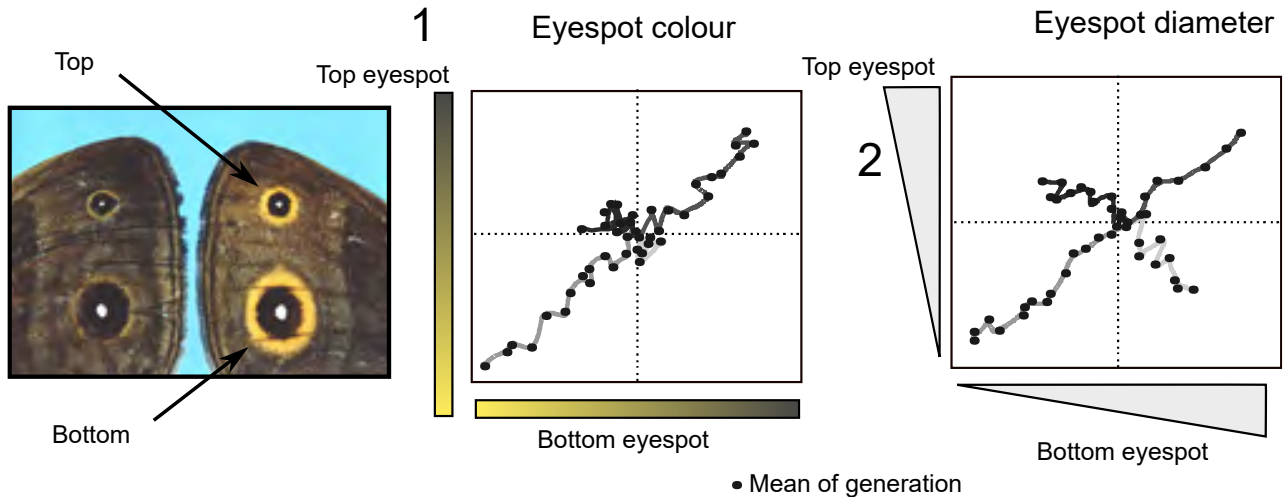 1
Eyespot colour
Eyespot diameter
Top
Top eyespot
Top eyespot
2
Bottom
Bottom eyespot
Bottom eyespot
Mean of generation